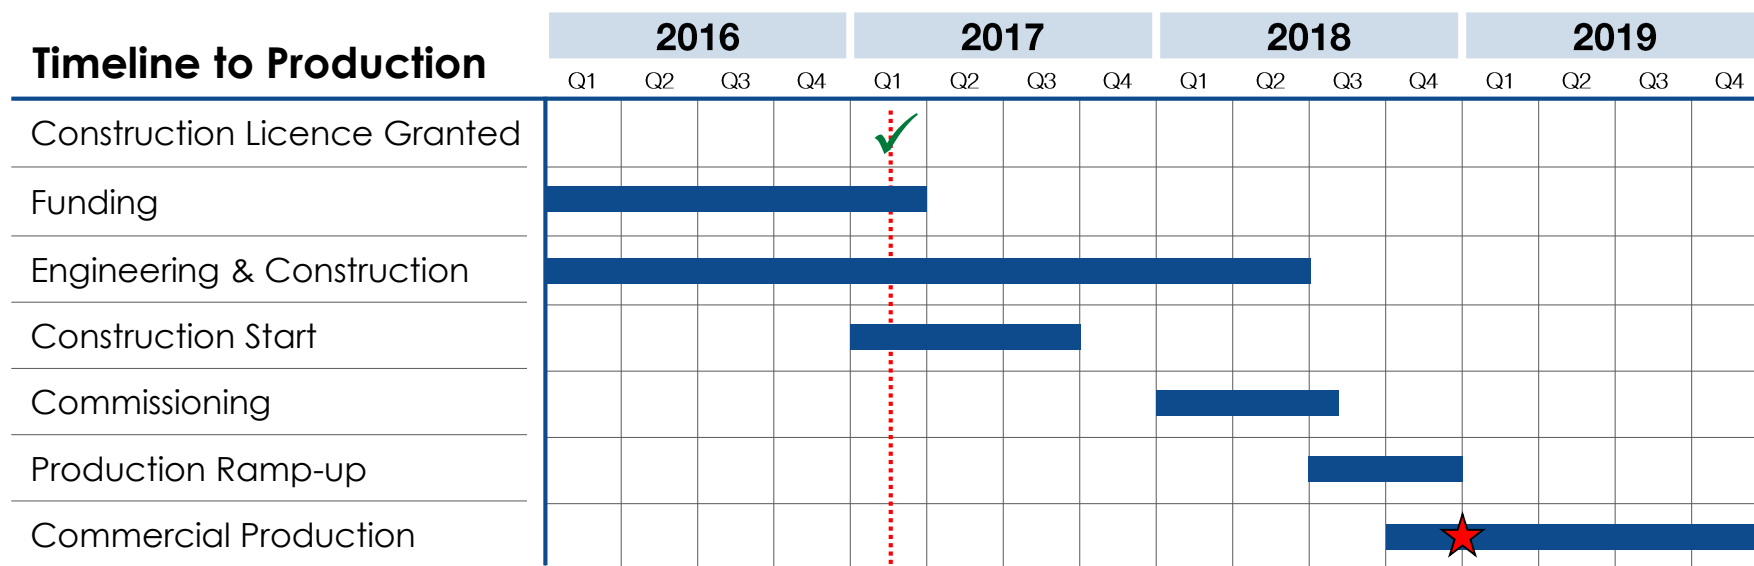 2016 2017 2018 2019
Timeline to Production
Q1 Q2 Q3 Q4 Q1 Q2 Q3 Q4 Q1 Q2 Q3 Q4 Q1 Q2 Q3 Q4
Construction Licence Granted
Funding
Engineering & Construction
Construction Start
Commissioning
Production Ramp-up
Commercial Production